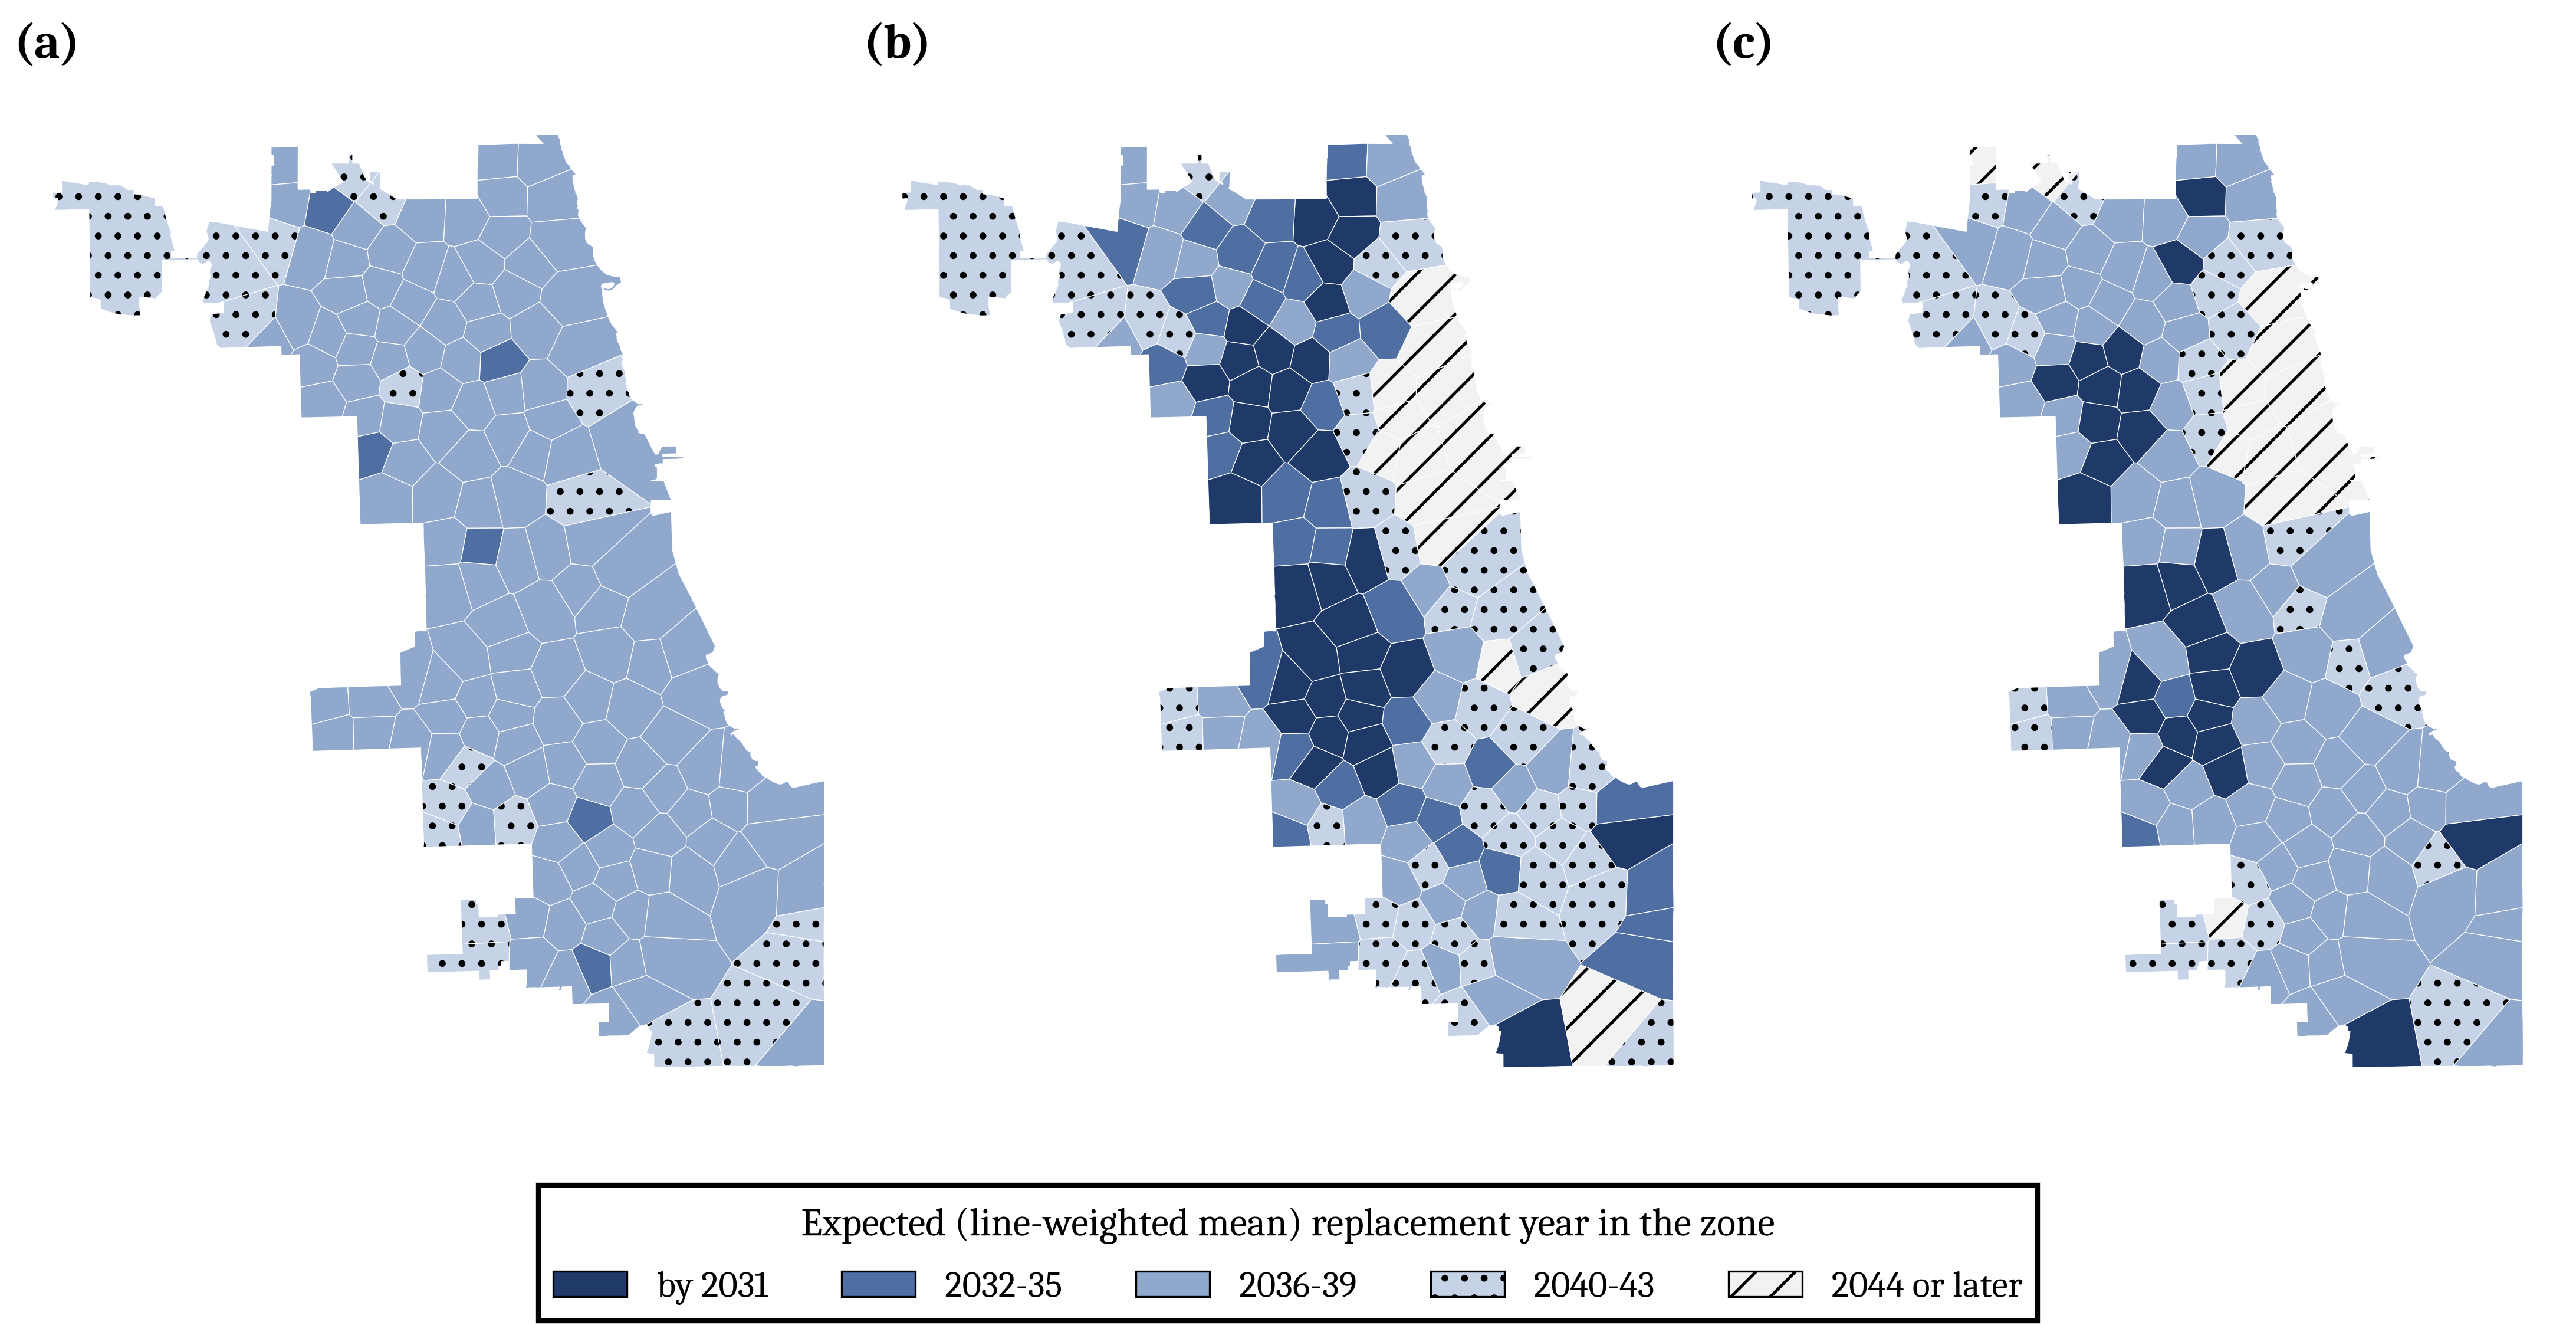 (a)
(b)
(c)
Expected (line-weighted mean) replacement year in the zone
by 2031
2032-35
2036-39
2040-43
2044 or later